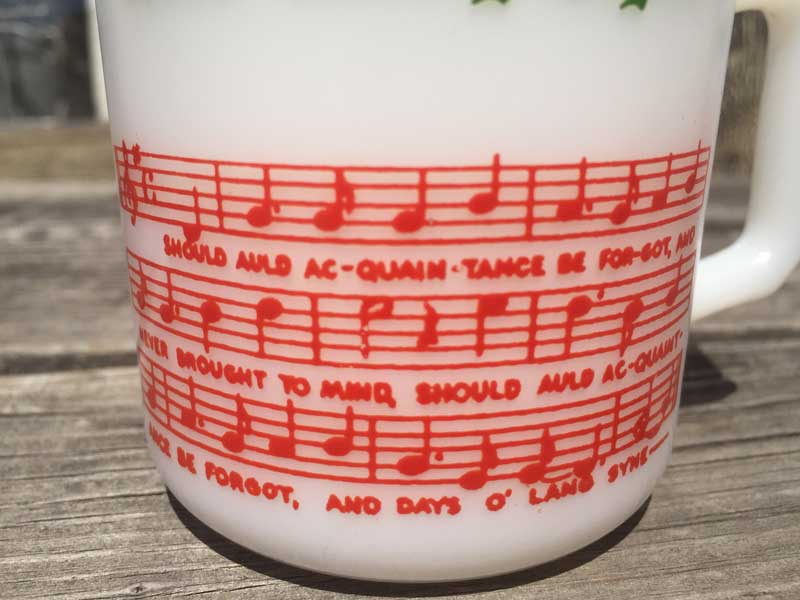 SHOULD AULD AC-QUAIN-TANCE BE FOR-GOT, AND
NEVER BROUGHT TO MIND, SHOULD AULD AC-QUAINT-
ANCE BE FORGOT, AND DAYS O' LANG SYNE—